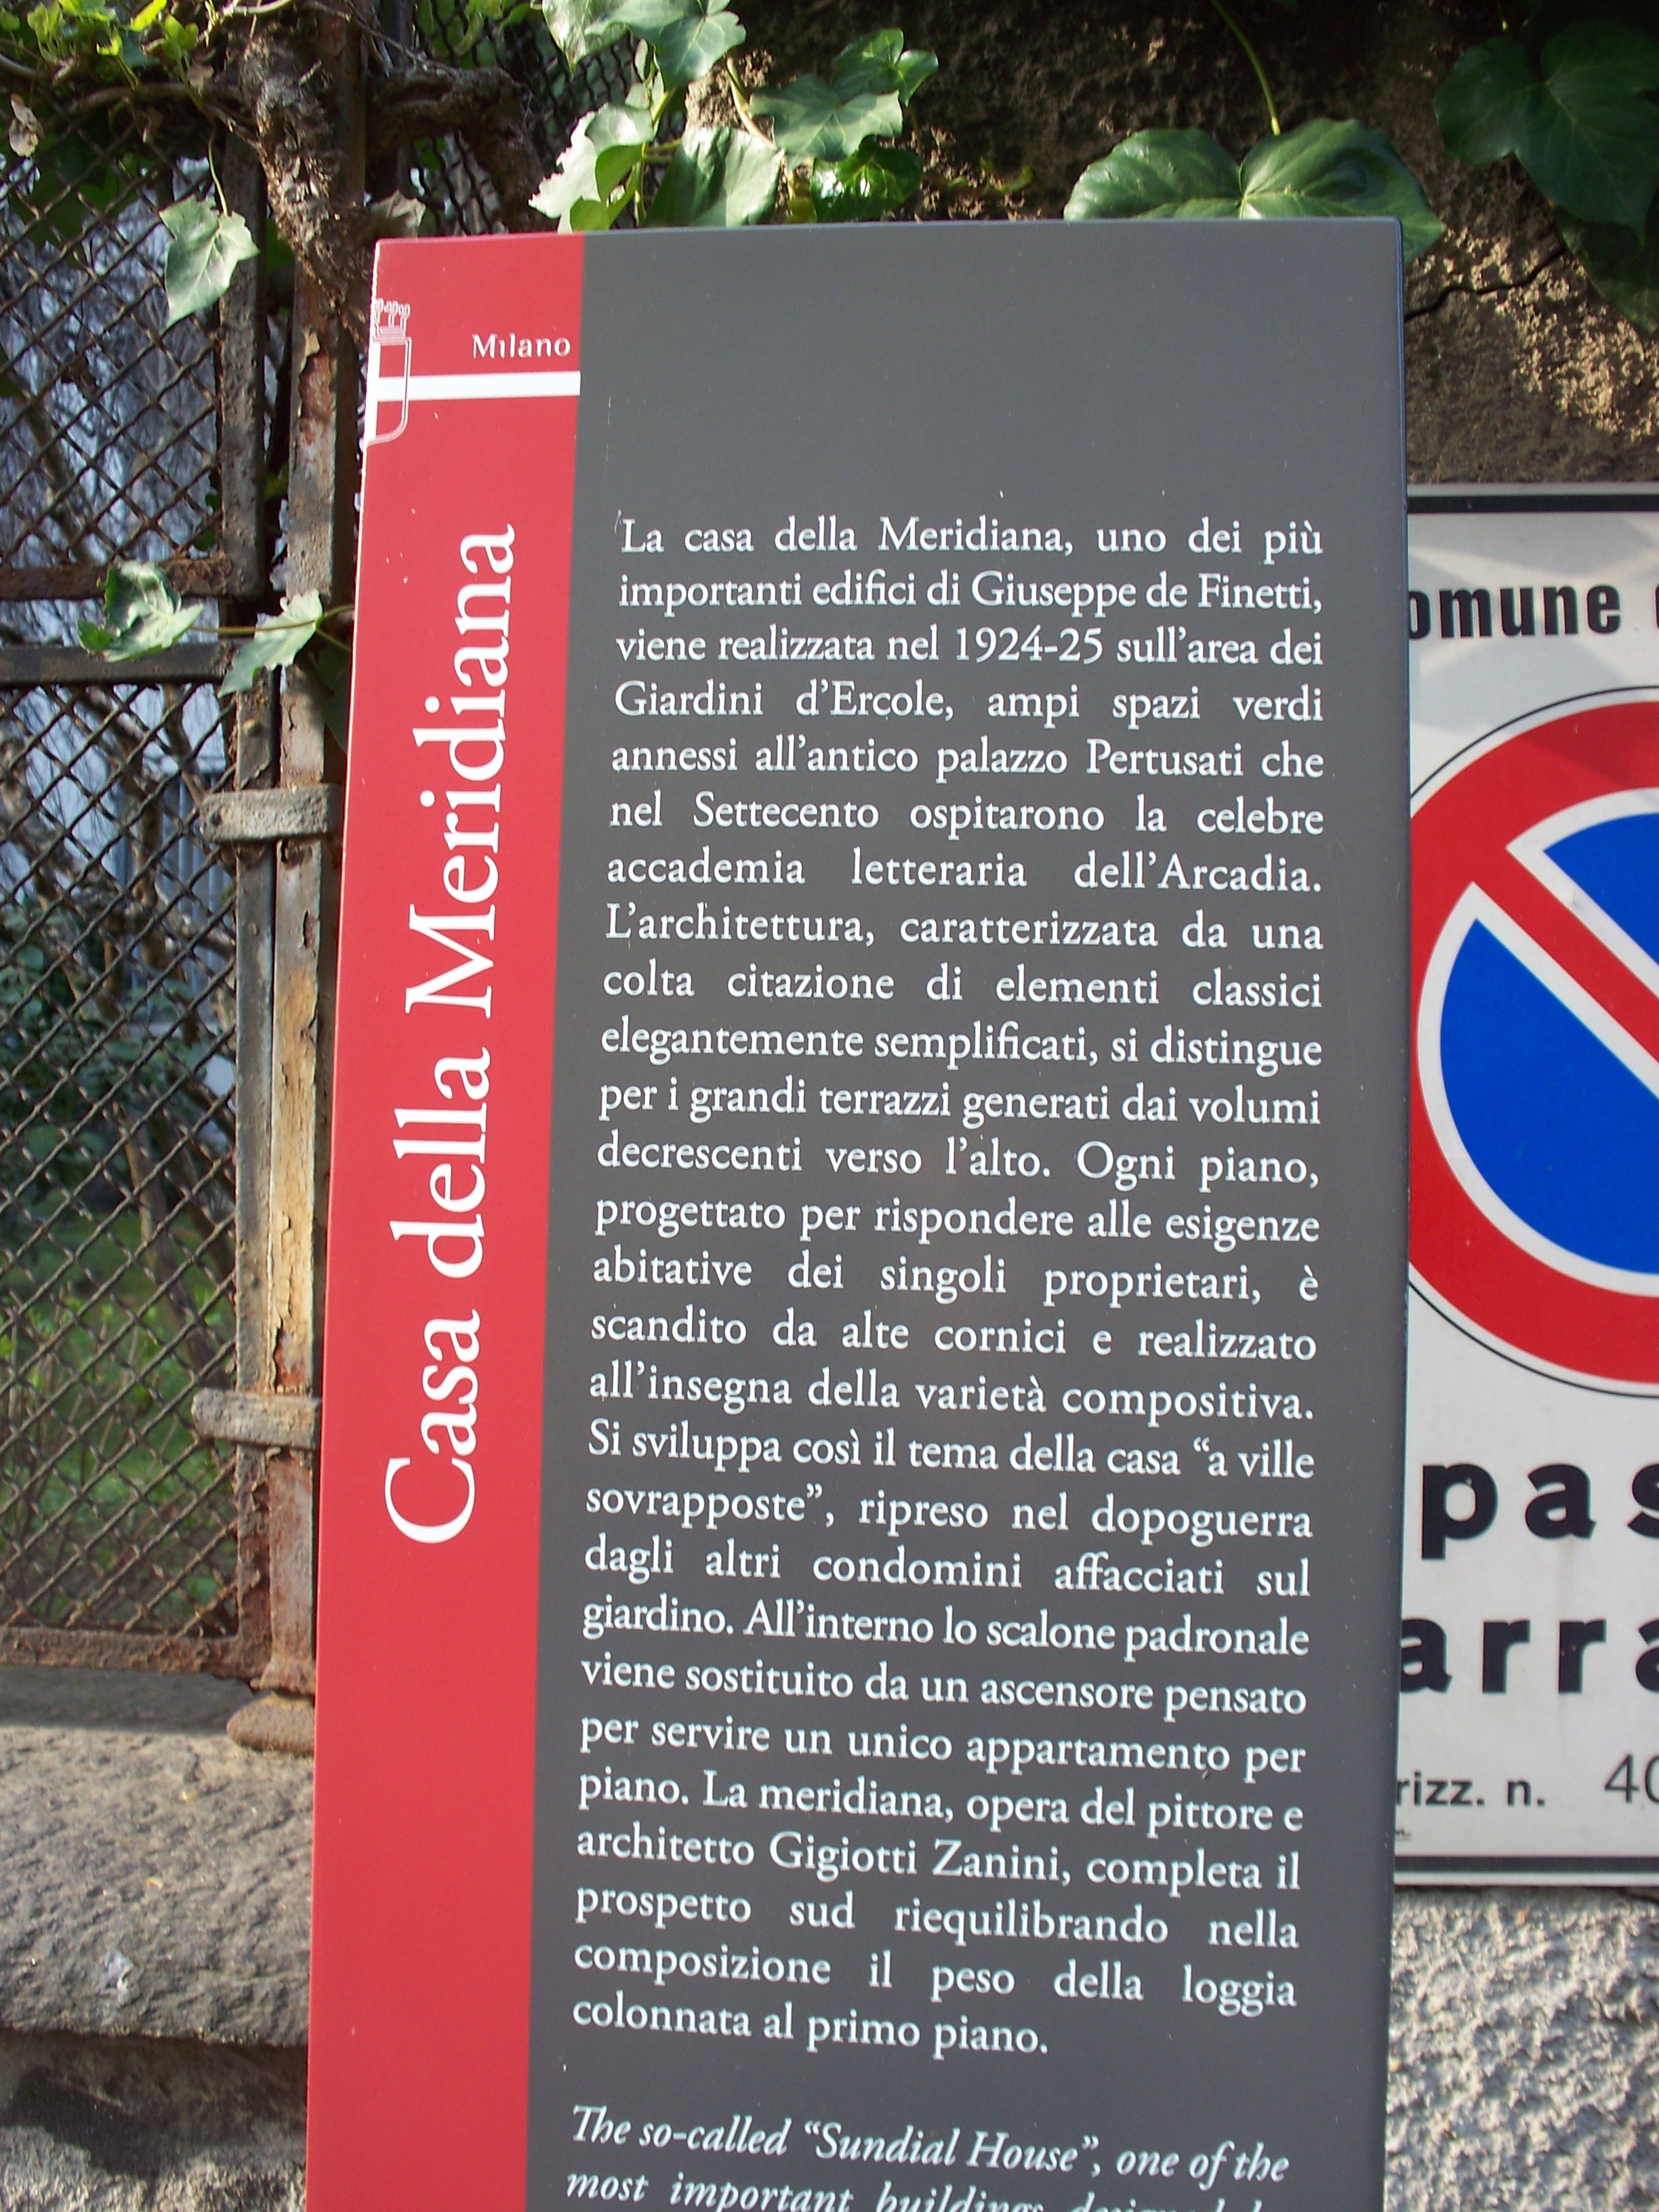 Milano
Casa della Meridiana
La casa della Meridiana, uno dei più
importanti edifici di Giuseppe de Finetti,
viene realizzata nel 1924-25 sull'area dei
Giardini d'Ercole, ampi spazi verdi
annessi all'antico palazzo Pertusati che
nel Settecento ospitarono la celebre
accademia letteraria dell'Arcadia.
L'architettura, caratterizzata da una
colta citazione di elementi classici
elegantemente semplificati, si distingue
per i grandi terrazzi generati dai volumi
decrescenti verso l'alto. Ogni piano,
progettato per rispondere alle esigenze
abitative dei singoli proprietari, è
scandito da alte cornici e realizzato
all'insegna della varietà compositiva.
Si sviluppa così il tema della casa “a ville
sovrapposte”, ripreso nel dopoguerra
dagli altri condomini affacciati sul
giardino. All'interno lo scalone padronale
viene sostituito da un ascensore pensato
per servire un unico appartamento per
piano. La meridiana, opera del pittore e
architetto Gigiotti Zanini, completa il
prospetto sud riequilibrando nella
composizione il peso della loggia
colonnata al primo piano.
The so-called “Sundial House”, one of the
most important buildings
omune
pas
arra
rizz. n. 40